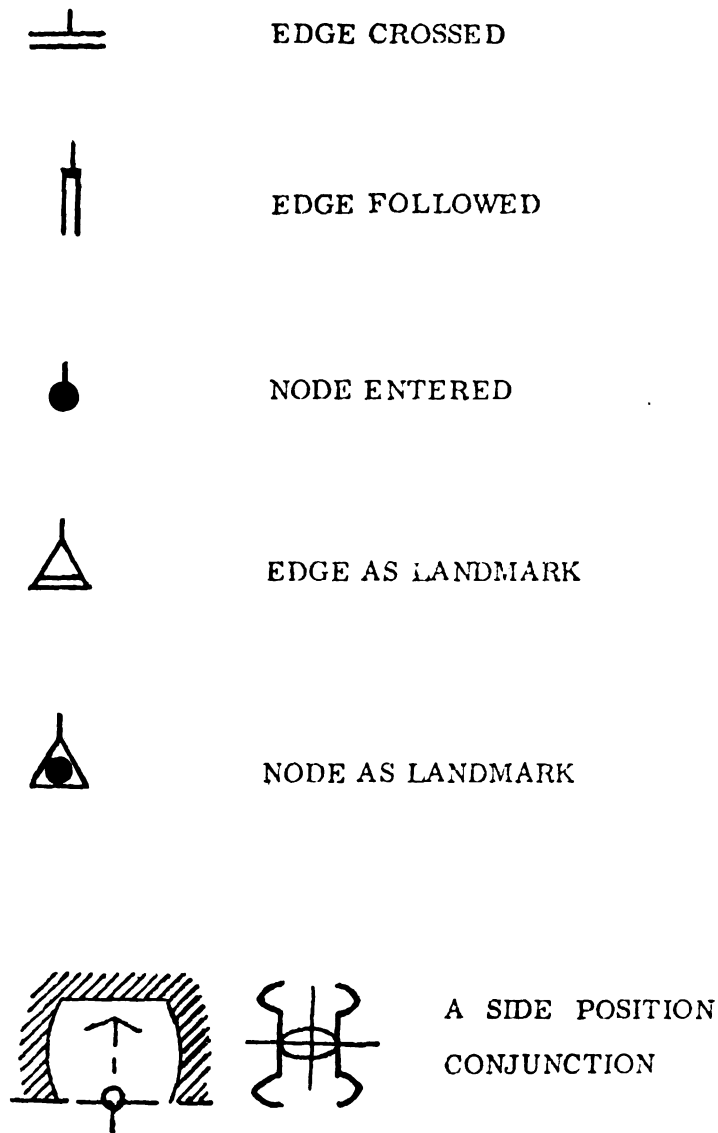 EDGE CROSSED
EDGE FOLLOWED
NODE ENTERED
EDGE AS LANDMARK
NODE AS LANDMARK
A SIDE POSITION
CONJUNCTION